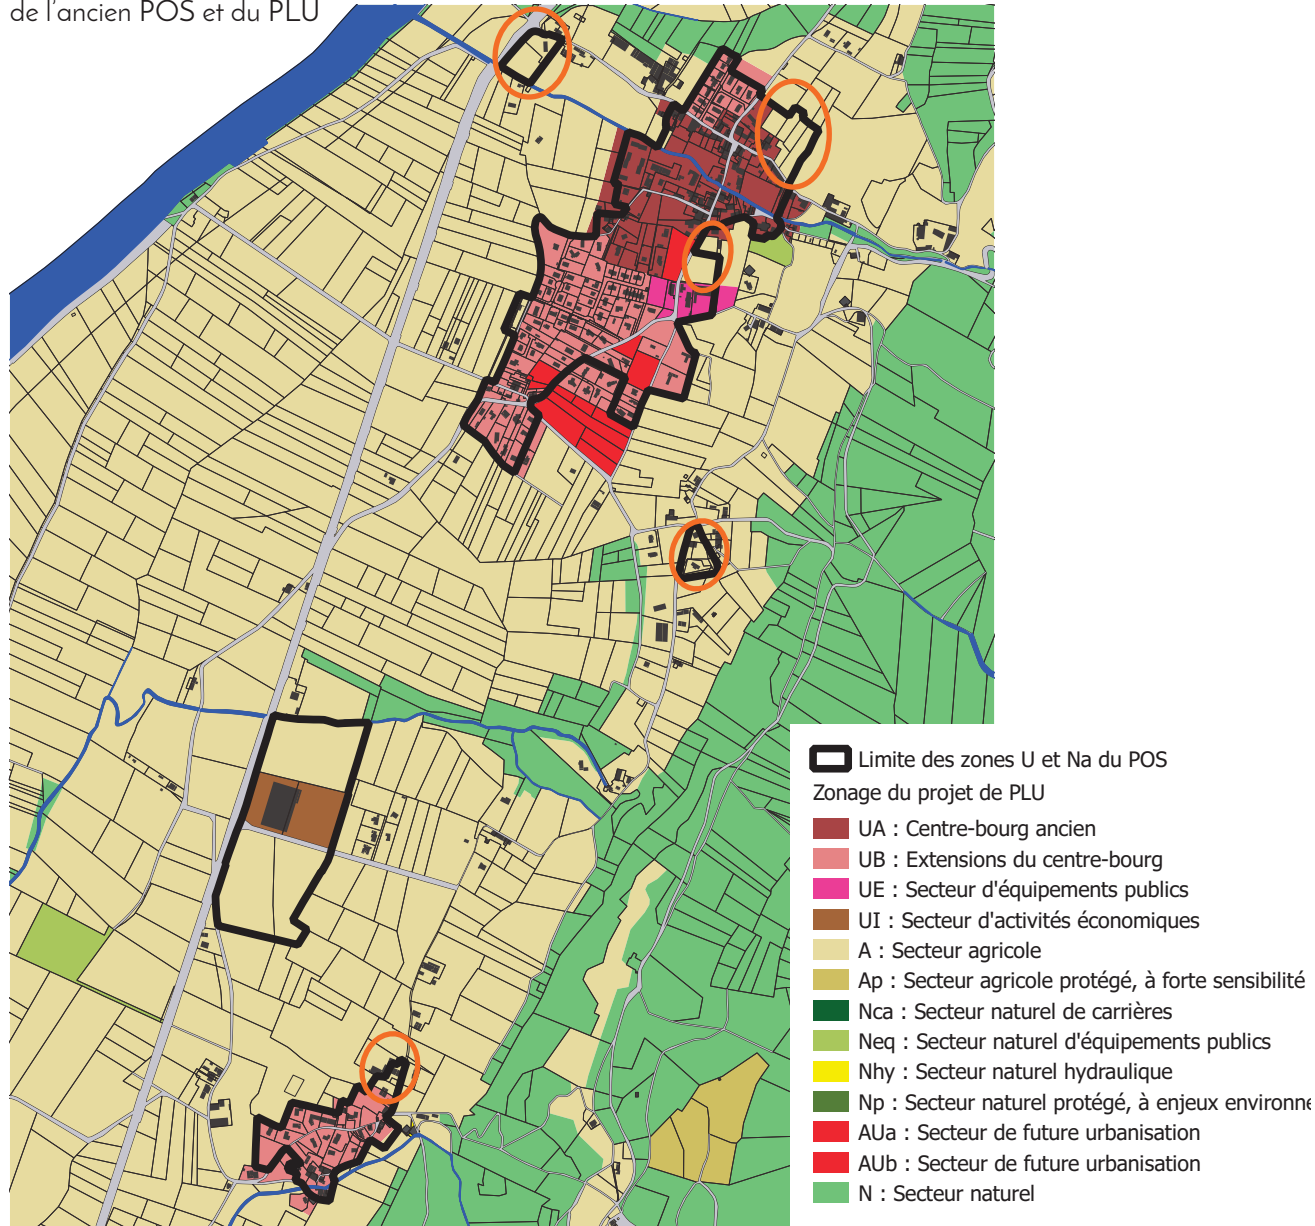 de l'ancien POS et du PLU
Limite des zones U et Na du POS
Zonage du projet de PLU
UA : Centre-bourg ancien
UB : Extensions du centre-bourg
UE : Secteur d'équipements publics
UI : Secteur d'activités économiques
A : Secteur agricole
Ap : Secteur agricole protégé, à forte sensibilité
Nca : Secteur naturel de carrières
Neq : Secteur naturel d'équipements publics
Nhy : Secteur naturel hydraulique
Np : Secteur naturel protégé, à enjeux environne
AUa : Secteur de future urbanisation
AUb : Secteur de future urbanisation
N : Secteur naturel